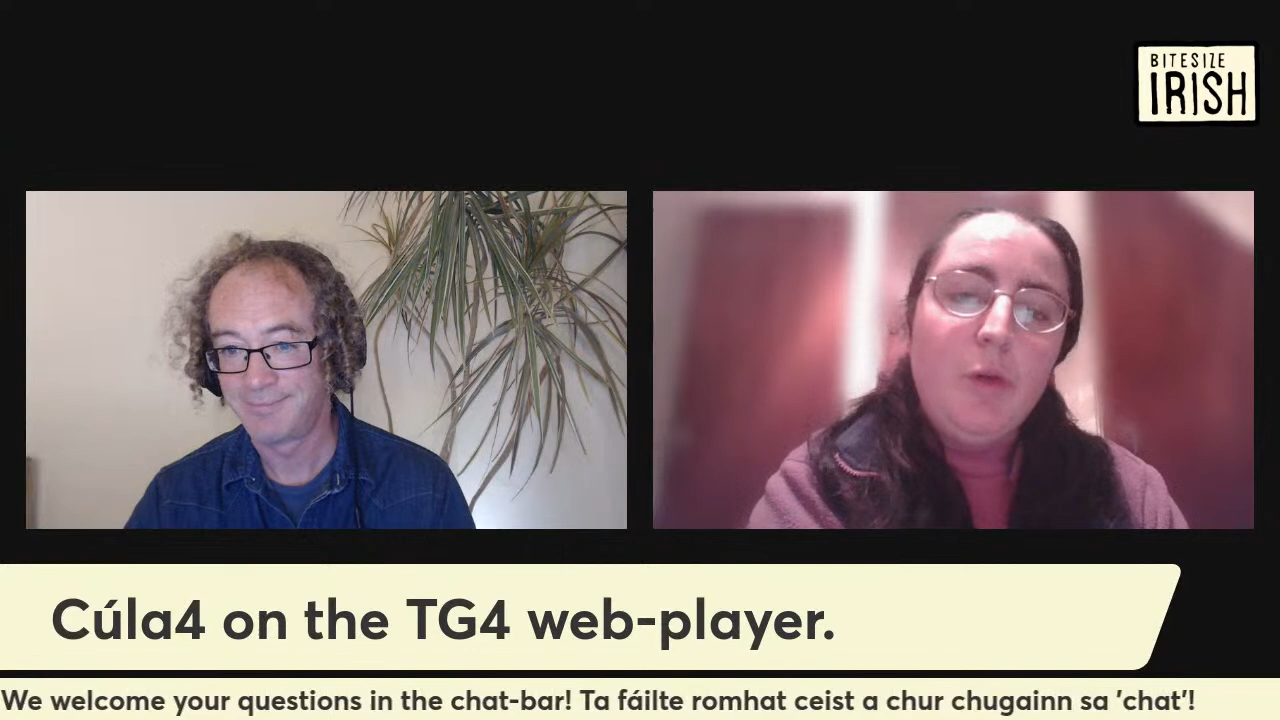 BITESIZE
IRISH
Cúla4 on the TG4 web-player.
We welcome your questions in the chat-bar! Ta fáilte romhat ceist a chur chugainn sa 'chat'!